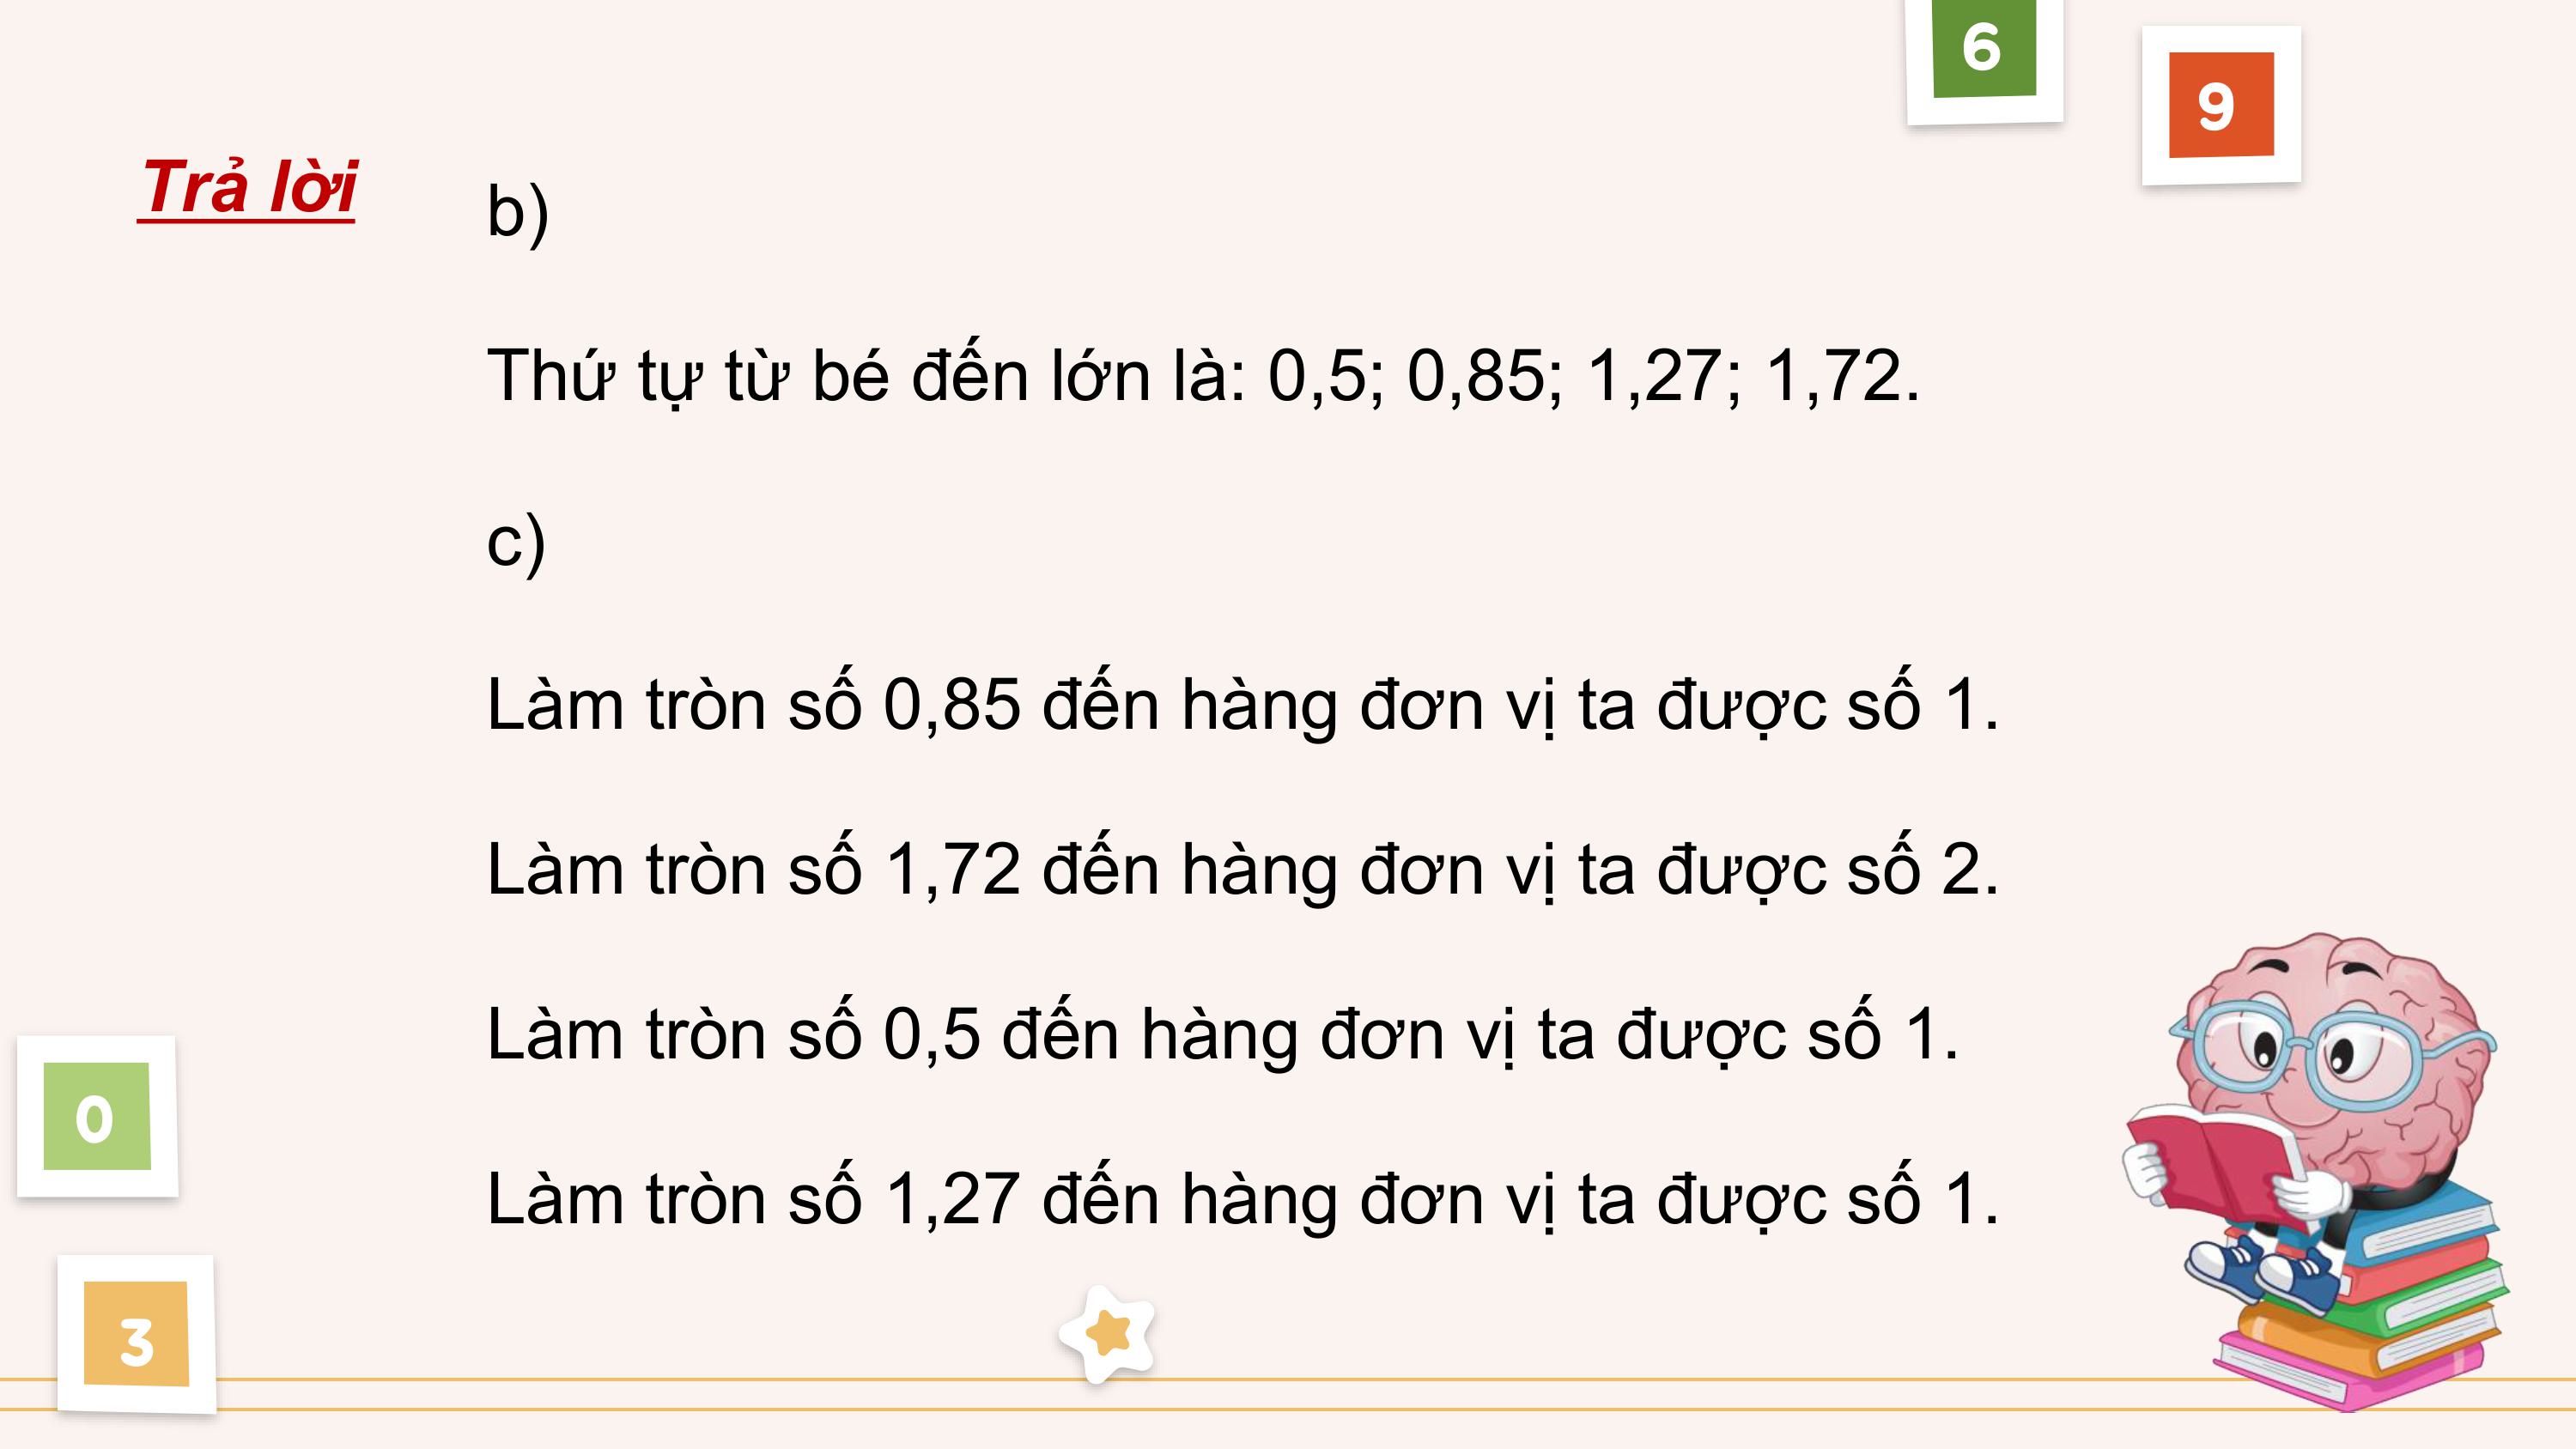 6
9
Trả lời
b)
Thứ tự từ bé đến lớn là: 0,5; 0,85; 1,27; 1,72.
c)
Làm tròn số 0,85 đến hàng đơn vị ta được số 1.
Làm tròn số 1,72 đến hàng đơn vị ta được số 2.
Làm tròn số 0,5 đến hàng đơn vị ta được số 1.
Làm tròn số 1,27 đến hàng đơn vị ta được số 1.
0
3